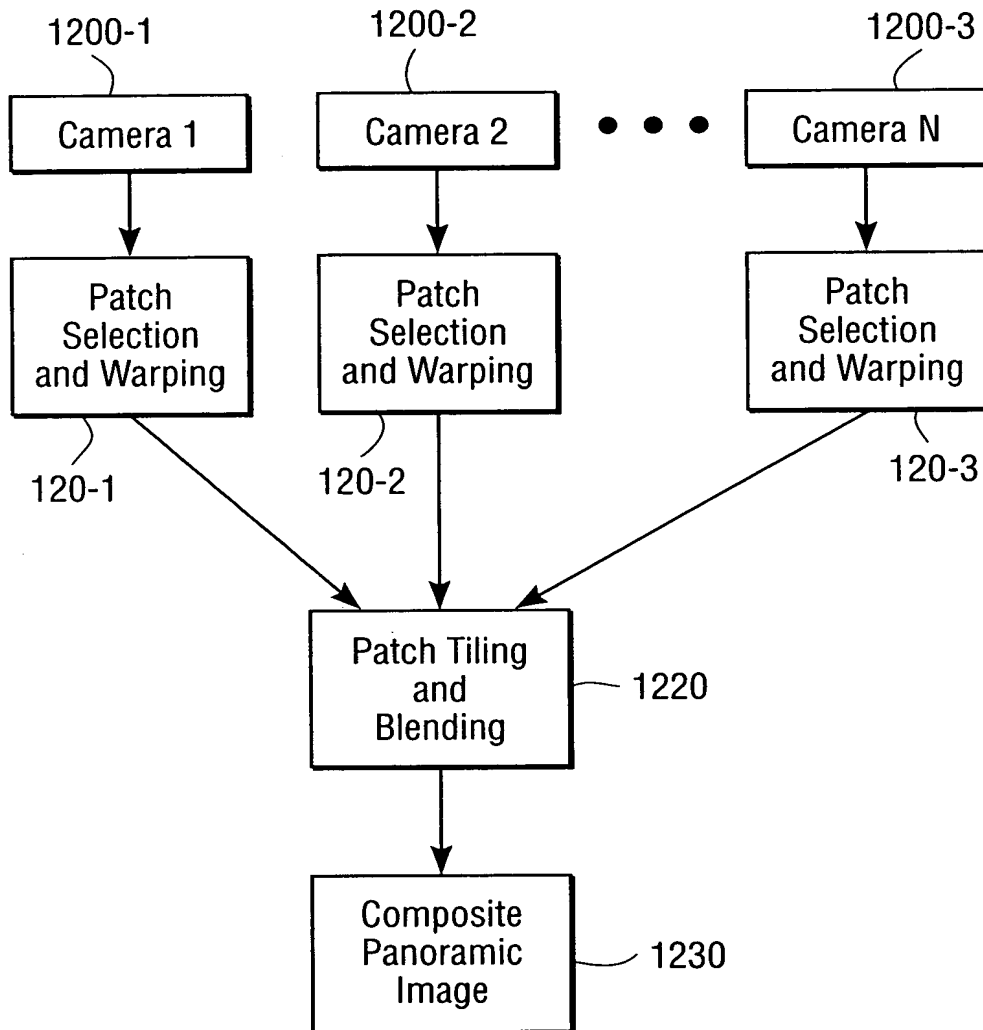 1200-1
1200-2
1200-3
Camera 1
Camera 2
Camera N
Patch
Selection
and Warping
Patch
Selection
and Warping
Patch
Selection
and Warping
120-1
120-2
120-3
Patch Tiling
and
Blending
1220
Composite
Panoramic
Image
1230